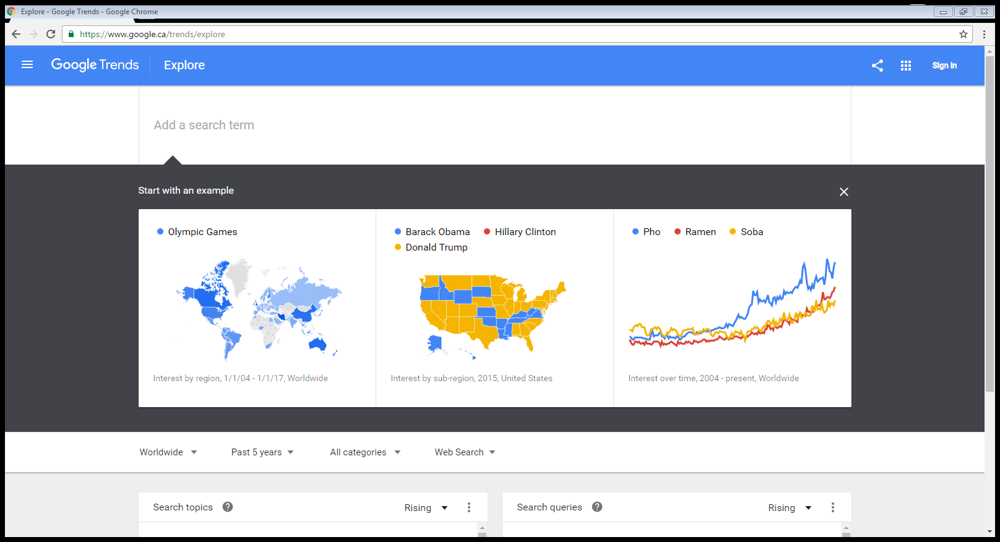 Explore - Google Trends - Google Chrome
https://www.google.ca/trends/explore
Google Trends Explore Sign in
Add a search term
Start with an example
Olympic Games
Interest by region, 1/1/04 - 1/1/17, Worldwide
Barack Obama Hillary Clinton
Donald Trump
Interest by sub-region, 2015, United States
Pho Ramen Soba
Interest over time, 2004 - present, Worldwide
Worldwide Past 5 years All categories Web Search
Search topics ? Rising
Search queries ? Rising